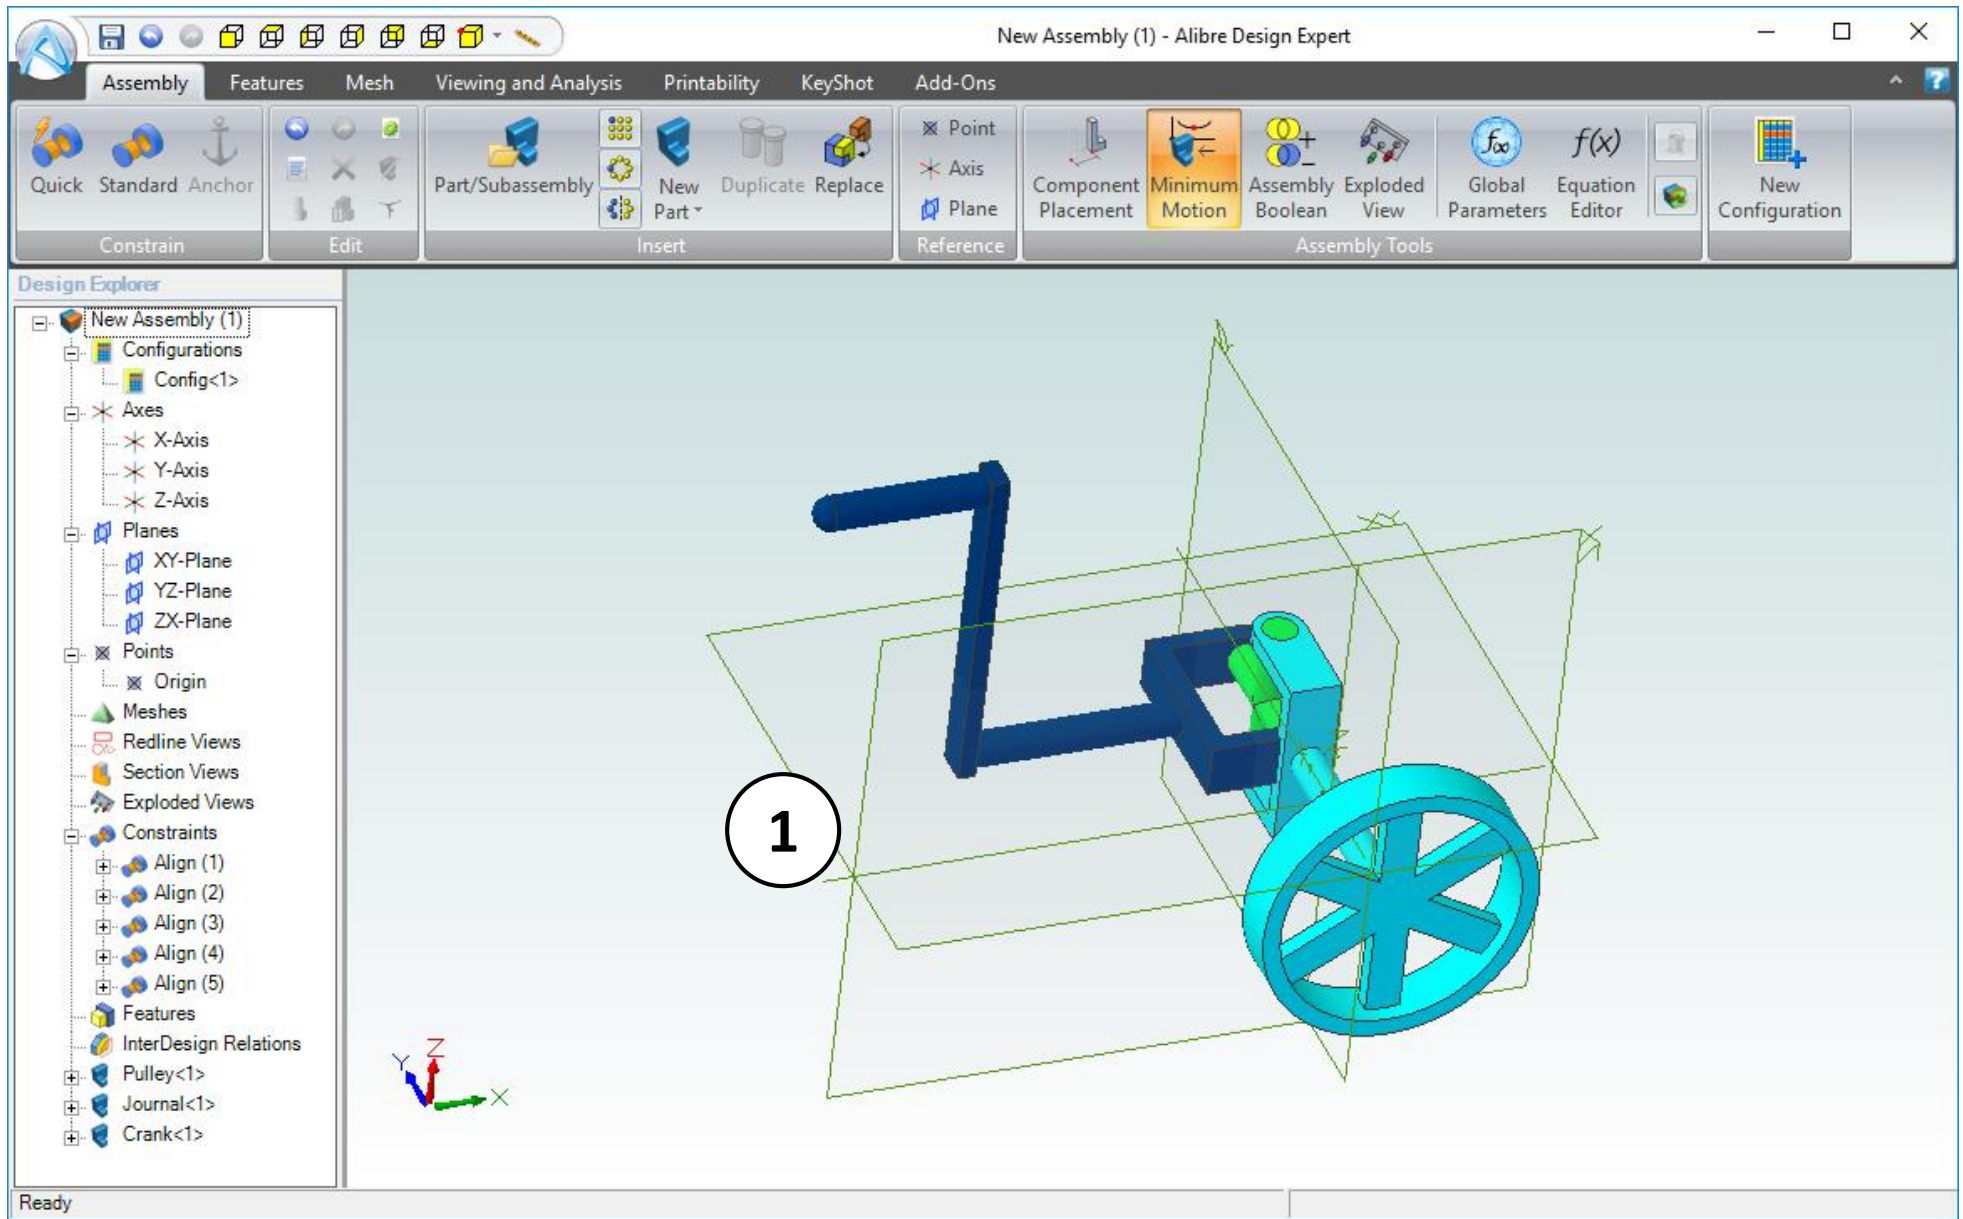 New Assembly (1) - Alibre Design Expert
Assembly Features Mesh Viewing and Analysis Printability KeyShot Add-Ons
Quick Standard Anchor
Constrain
Edit
Part/Subassembly New Part Duplicate Replace
Insert
Point
Axis
Plane
Reference
Component Minimum Assembly Exploded Global Equation
Placement Motion Boolean View Parameters Editor
f∞ f(x)
Assembly Tools
New
Configuration
Design Explorer
New Assembly (1)
Configurations
Config<1>
Axes
X-Axis
Y-Axis
Z-Axis
Planes
XY-Plane
YZ-Plane
ZX-Plane
Points
Origin
Meshes
Redline Views
Section Views
Exploded Views
Constraints
Align (1)
Align (2)
Align (3)
Align (4)
Align (5)
Features
InterDesign Relations
Pulley<1>
Journal<1>
Crank<1>
1
Y Z
X
Ready